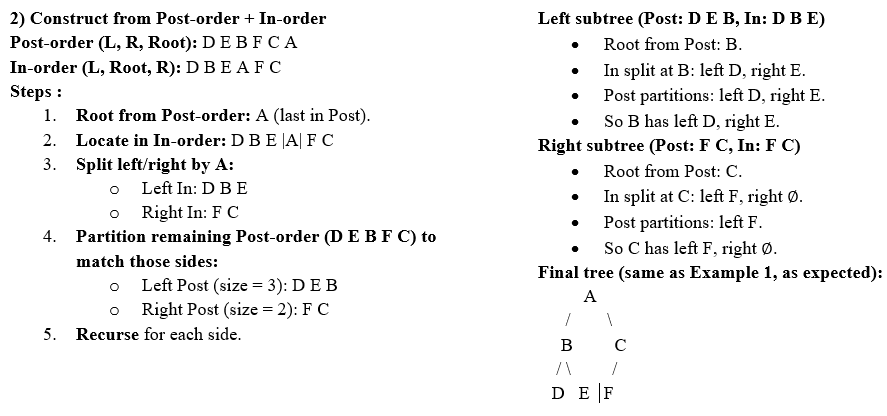 2) Construct from Post-order + In-order
Post-order (L, R, Root): D E B F C A
In-order (L, Root, R): D B E A F C
Steps :
1. Root from Post-order: A (last in Post).
2. Locate in In-order: D B E |A| F C
3. Split left/right by A:
o Left In: D B E
o Right In: F C
4. Partition remaining Post-order (D E B F C) to
match those sides:
o Left Post (size = 3): D E B
o Right Post (size = 2): F C
5. Recurse for each side.
Left subtree (Post: D E B, In: D B E)
• Root from Post: B.
• In split at B: left D, right E.
• Post partitions: left D, right E.
• So B has left D, right E.
Right subtree (Post: F C, In: F C)
• Root from Post: C.
• In split at C: left F, right Ø.
• Post partitions: left F.
• So C has left F, right Ø.
Final tree (same as Example 1, as expected):
A
/ \
B C
/ \ /
D E |F